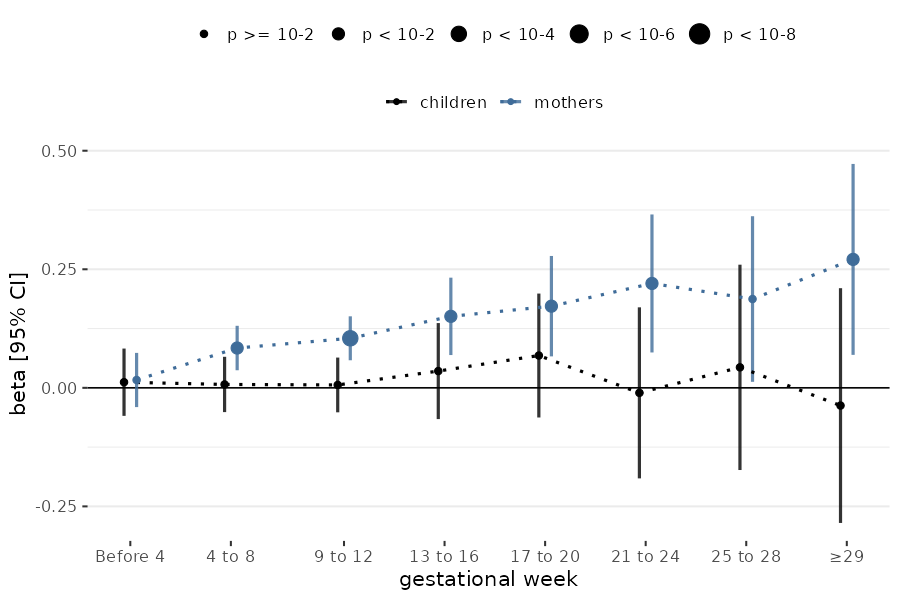 p >= 10-2 p < 10-2 p < 10-4 p < 10-6 p < 10-8
children mothers
0.50
0.25
0.00
-0.25
beta [95% CI]
Before 4 4 to 8 9 to 12 13 to 16 17 to 20 21 to 24 25 to 28 ≥29
gestational week